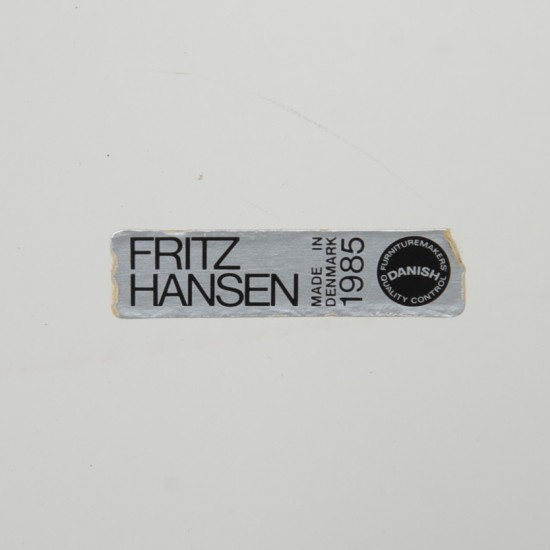 FRITZ
HANSEN
MADE IN
DENMARK
1985
FURNITUREMAKERS'
DANISH
QUALITY CONTROL